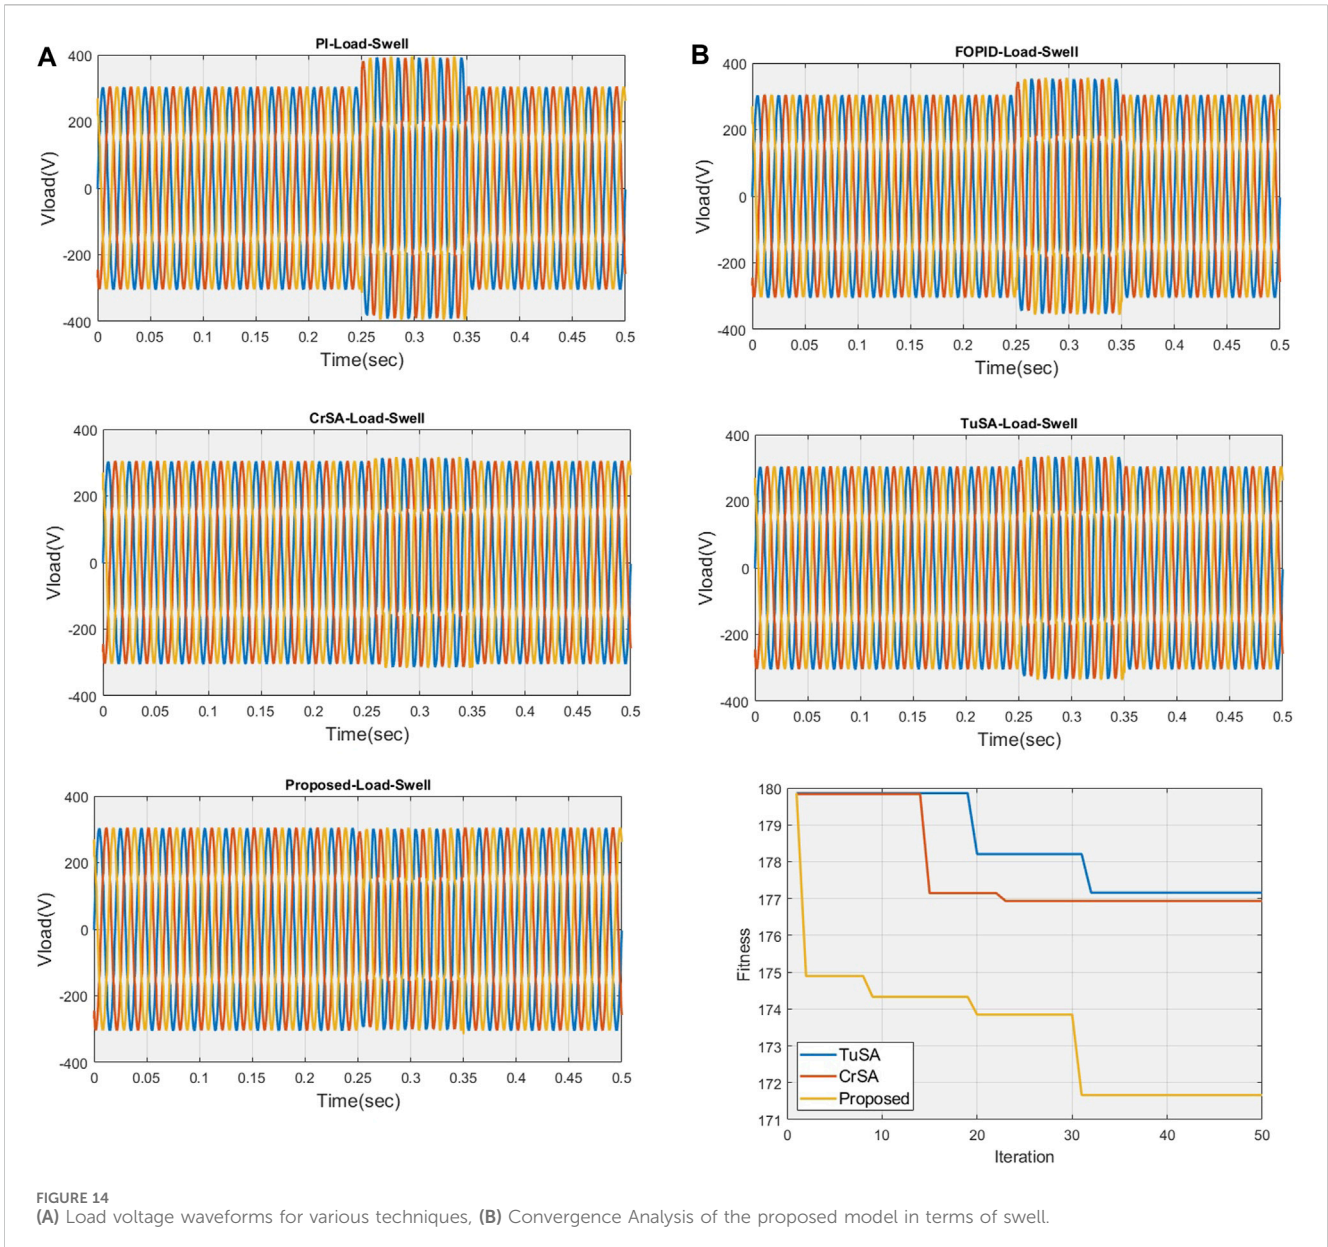 A
PI-Load-Swell
400
200
0
-200
-400
Vload(V)
0 0.05 0.1 0.15 0.2 0.25 0.3 0.35 0.4 0.45 0.5
Time(sec)
B
FOPID-Load-Swell
400
200
0
-200
-400
Vload(V)
0 0.05 0.1 0.15 0.2 0.25 0.3 0.35 0.4 0.45 0.5
Time(sec)
CrSA-Load-Swell
400
200
0
-200
-400
Vload(V)
0 0.05 0.1 0.15 0.2 0.25 0.3 0.35 0.4 0.45 0.5
Time(sec)
TuSA-Load-Swell
400
200
0
-200
-400
Vload(V)
0 0.05 0.1 0.15 0.2 0.25 0.3 0.35 0.4 0.45 0.5
Time(sec)
Proposed-Load-Swell
400
200
0
-200
-400
Vload(V)
0 0.05 0.1 0.15 0.2 0.25 0.3 0.35 0.4 0.45 0.5
Time(sec)
180
179
178
177
176
175
174
173
172
171
Fitness
TuSA
CrSA
Proposed
0 10 20 30 40 50
Iteration
FIGURE 14
(A) Load voltage waveforms for various techniques, (B) Convergence Analysis of the proposed model in terms of swell.